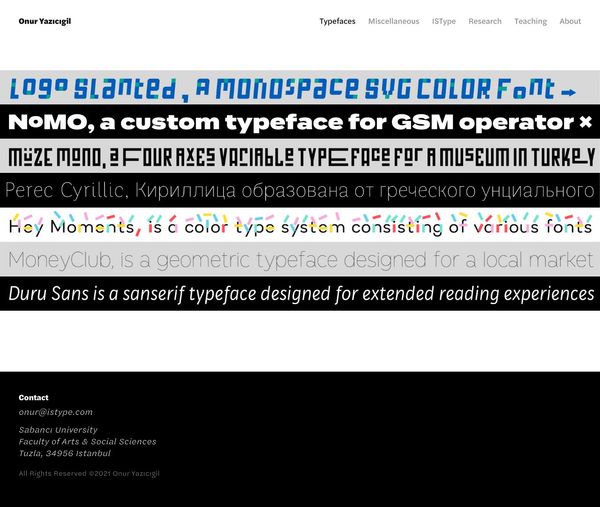 Onur Yazıcıgil
Typefaces Miscellaneous ISType Research Teaching About
Logo Slanted, A Monospace SVG Color Font →
NoMO, a custom typeface for GSM operator ×
Müze Mono, a four axes variable typeface for a museum in Turkey
Perec Cyrillic, Кириллица образована от греческого унциального
Hey Moments, is a color type system consisting of various fonts
MoneyClub, is a geometric typeface designed for a local market
Duru Sans is a sanserif typeface designed for extended reading experiences
Contact
onur@istype.com
Sabancı University
Faculty of Arts & Social Sciences
Tuzla, 34956 Istanbul
All Rights Reserved ©2021 Onur Yazıcıgil